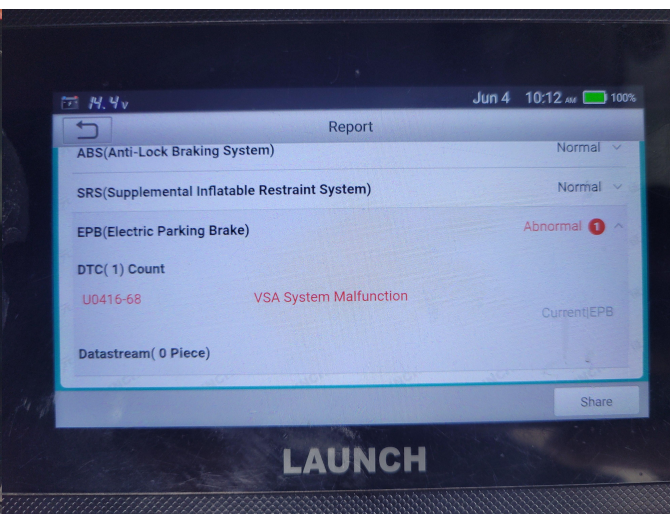 14.4v
Jun 4 10:12 AM 100%
Report
ABS(Anti-Lock Braking System) Normal
SRS(Supplemental Inflatable Restraint System) Normal
EPB(Electric Parking Brake) Abnormal 1
DTC( 1) Count
U0416-68 VSA System Malfunction
Current|EPB
Datastream( 0 Piece)
Share
LAUNCH